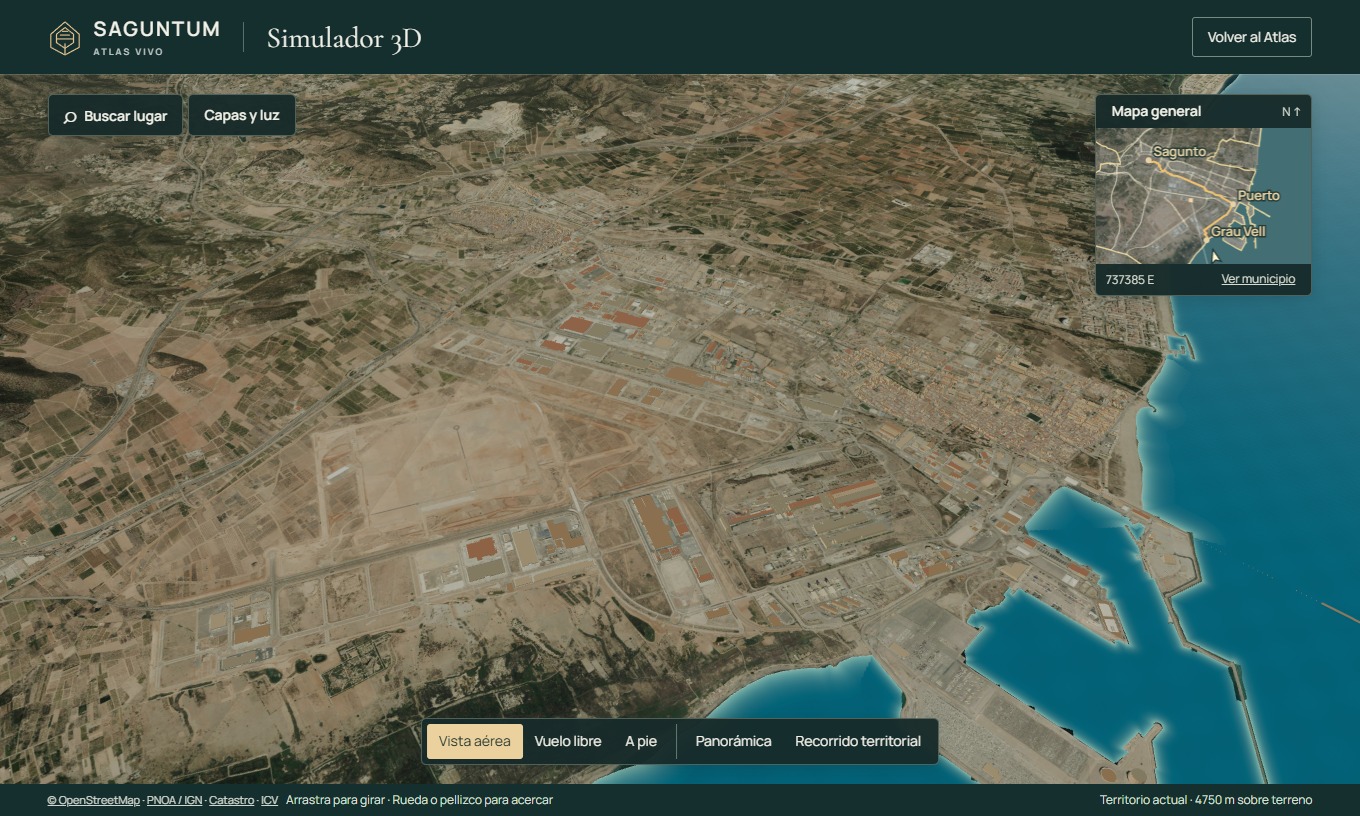 SAGUNTUM
ATLAS VIVO
Simulador 3D
Volver al Atlas
Buscar lugar
Capas y luz
Mapa general
N ↑
Sagunto
Puerto
Grau Vell
737385 E
Ver municipio
Vista aérea
Vuelo libre
A pie
Panorámica
Recorrido territorial
© OpenStreetMap · PNOA / IGN · Catastro · ICV Arrastra para girar · Rueda o pellizco para acercar
Territorio actual · 4750 m sobre terreno